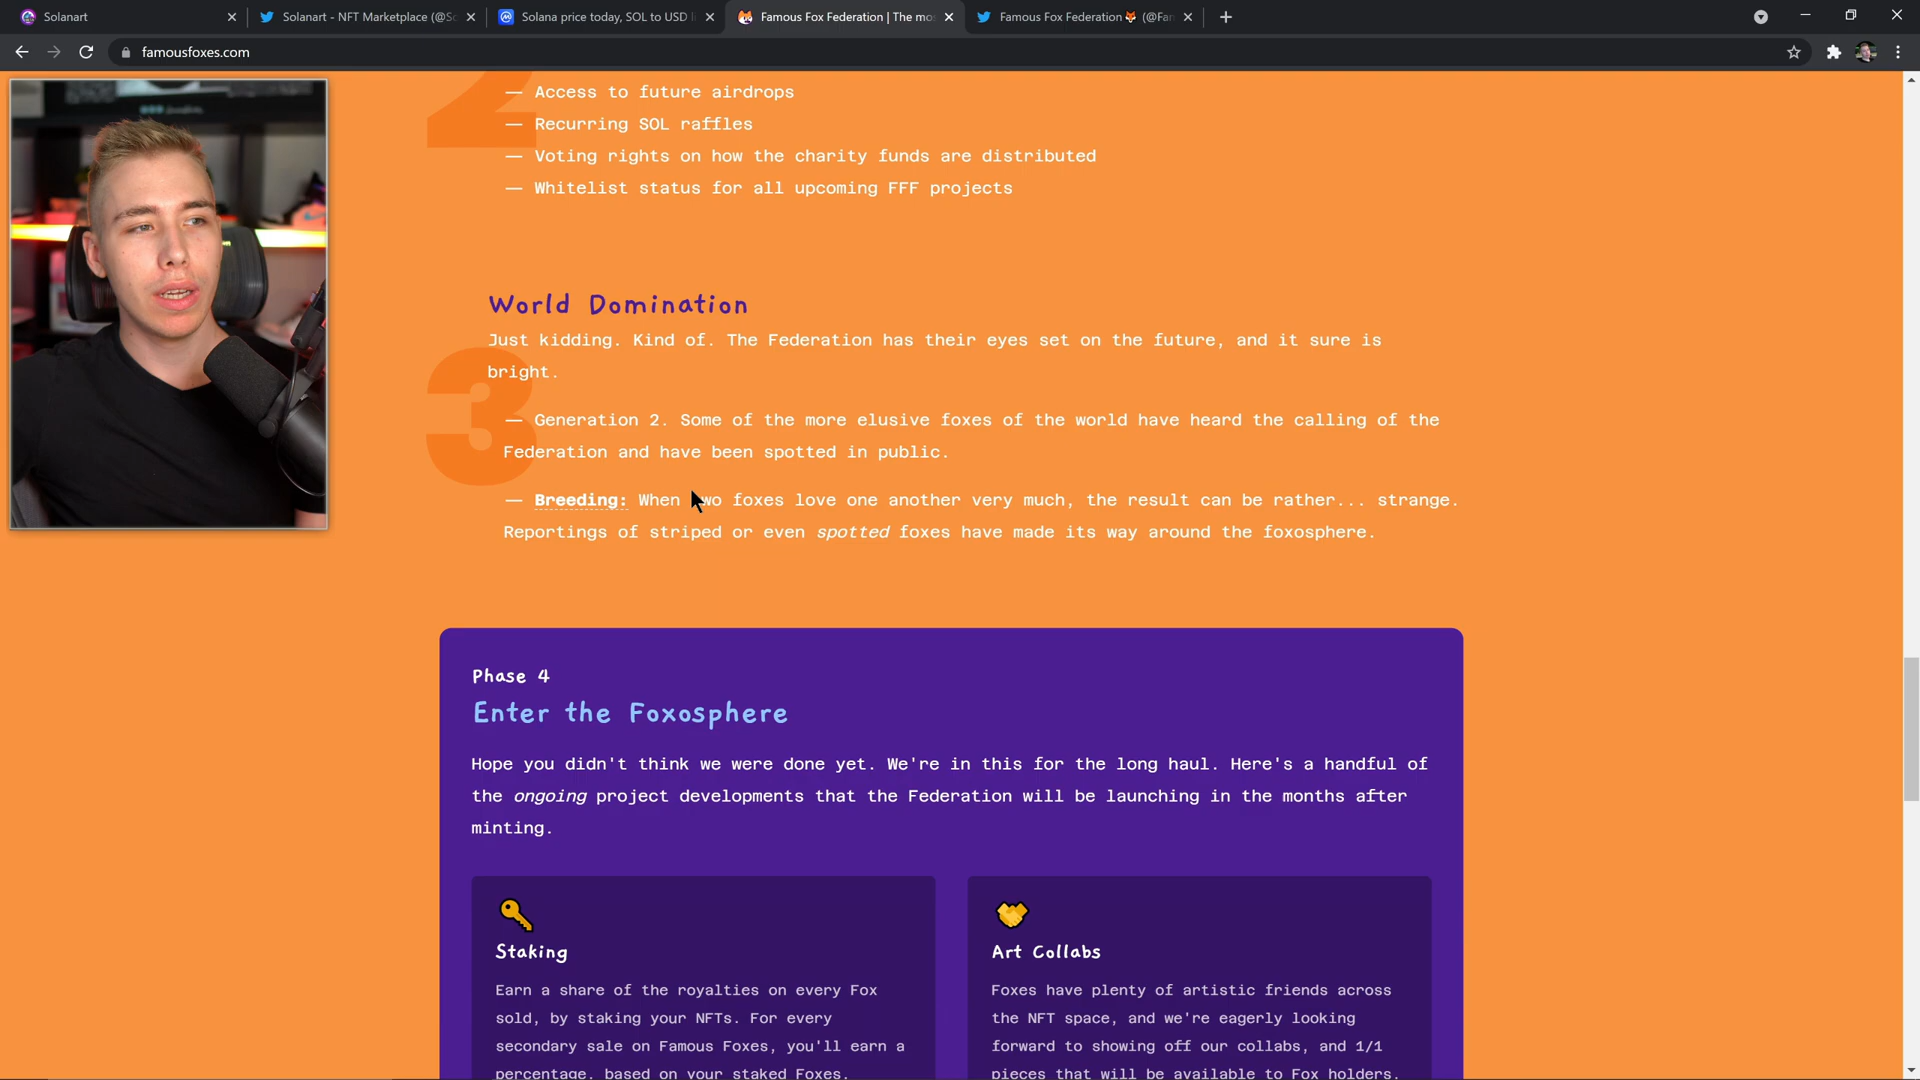 Solanart
Solanart - NFT Marketplace (@So
Solana price today, SOL to USD li
Famous Fox Federation | The mos
Famous Fox Federation 🦊 (@Fam
famousfoxes.com
2
— Access to future airdrops
— Recurring SOL raffles
— Voting rights on how the charity funds are distributed
— Whitelist status for all upcoming FFF projects
3
World Domination
Just kidding. Kind of. The Federation has their eyes set on the future, and it sure is
bright.
— Generation 2. Some of the more elusive foxes of the world have heard the calling of the
Federation and have been spotted in public.
— Breeding: When two foxes love one another very much, the result can be rather... strange.
Reportings of striped or even spotted foxes have made its way around the foxosphere.
Phase 4
Enter the Foxosphere
Hope you didn't think we were done yet. We're in this for the long haul. Here's a handful of
the ongoing project developments that the Federation will be launching in the months after
minting.
Staking
Earn a share of the royalties on every Fox
sold, by staking your NFTs. For every
secondary sale on Famous Foxes, you'll earn a
percentage, based on your staked Foxes.
Art Collabs
Foxes have plenty of artistic friends across
the NFT space, and we're eagerly looking
forward to showing off our collabs, and 1/1
pieces that will be available to Fox holders.